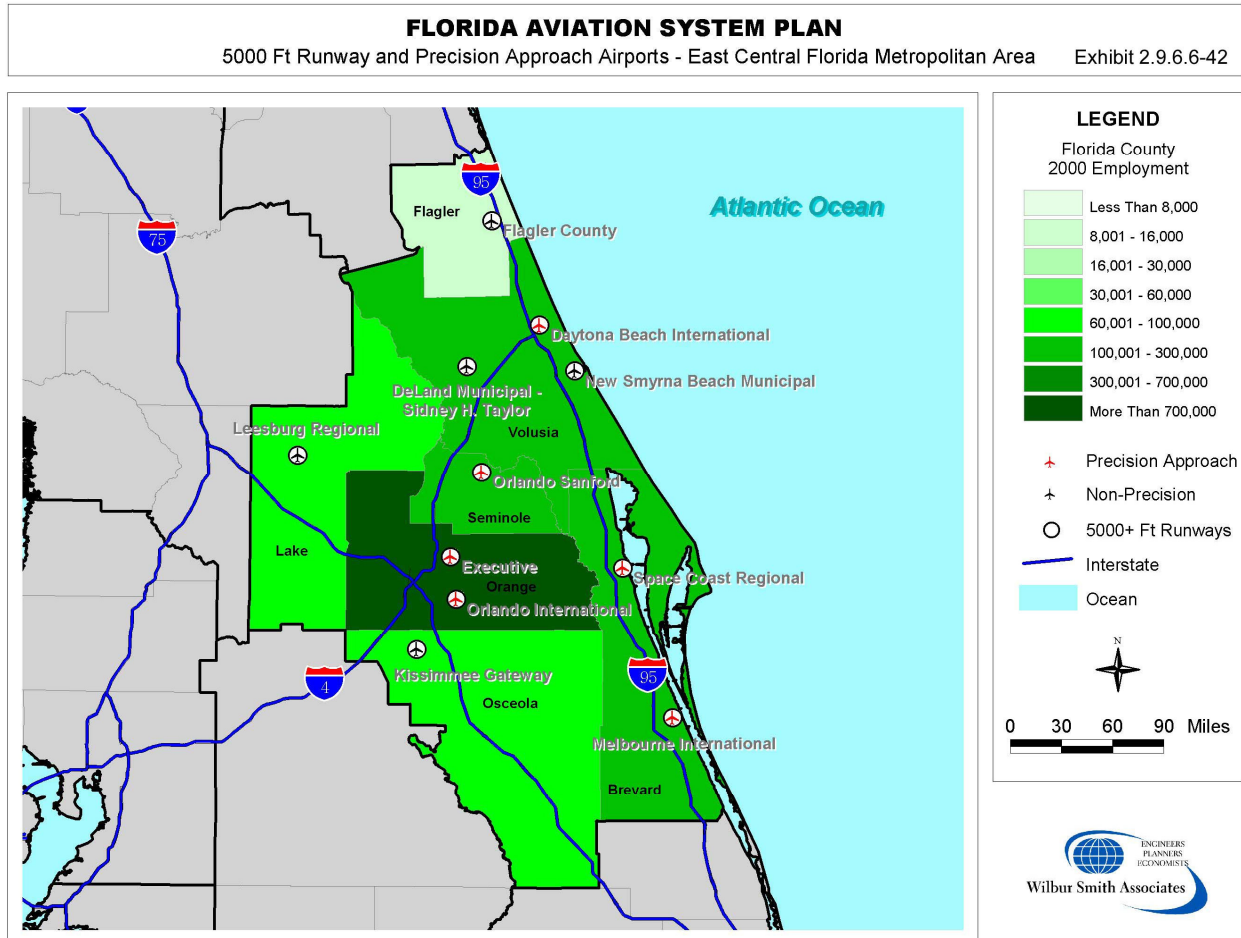 FLORIDA AVIATION SYSTEM PLAN
5000 Ft Runway and Precision Approach Airports - East Central Florida Metropolitan Area
Exhibit 2.9.6.6-42
95
Flagler
Flagler County
Atlantic Ocean
75
Daytona Beach International
New Smyrna Beach Municipal
DeLand Municipal -
Sidney H. Taylor
Leesburg Regional
Volusia
Orlando Sanford
Seminole
Lake
Executive
Orange
Space Coast Regional
Orlando International
Kissimmee Gateway
4
95
Osceola
Melbourne International
Brevard
LEGEND
Florida County
2000 Employment
Less Than 8,000
8,001 - 16,000
16,001 - 30,000
30,001 - 60,000
60,001 - 100,000
100,001 - 300,000
300,001 - 700,000
More Than 700,000
Precision Approach
Non-Precision
5000+ Ft Runways
Interstate
Ocean
N
0 30 60 90 Miles
ENGINEERS
PLANNERS
ECONOMISTS
Wilbur Smith Associates